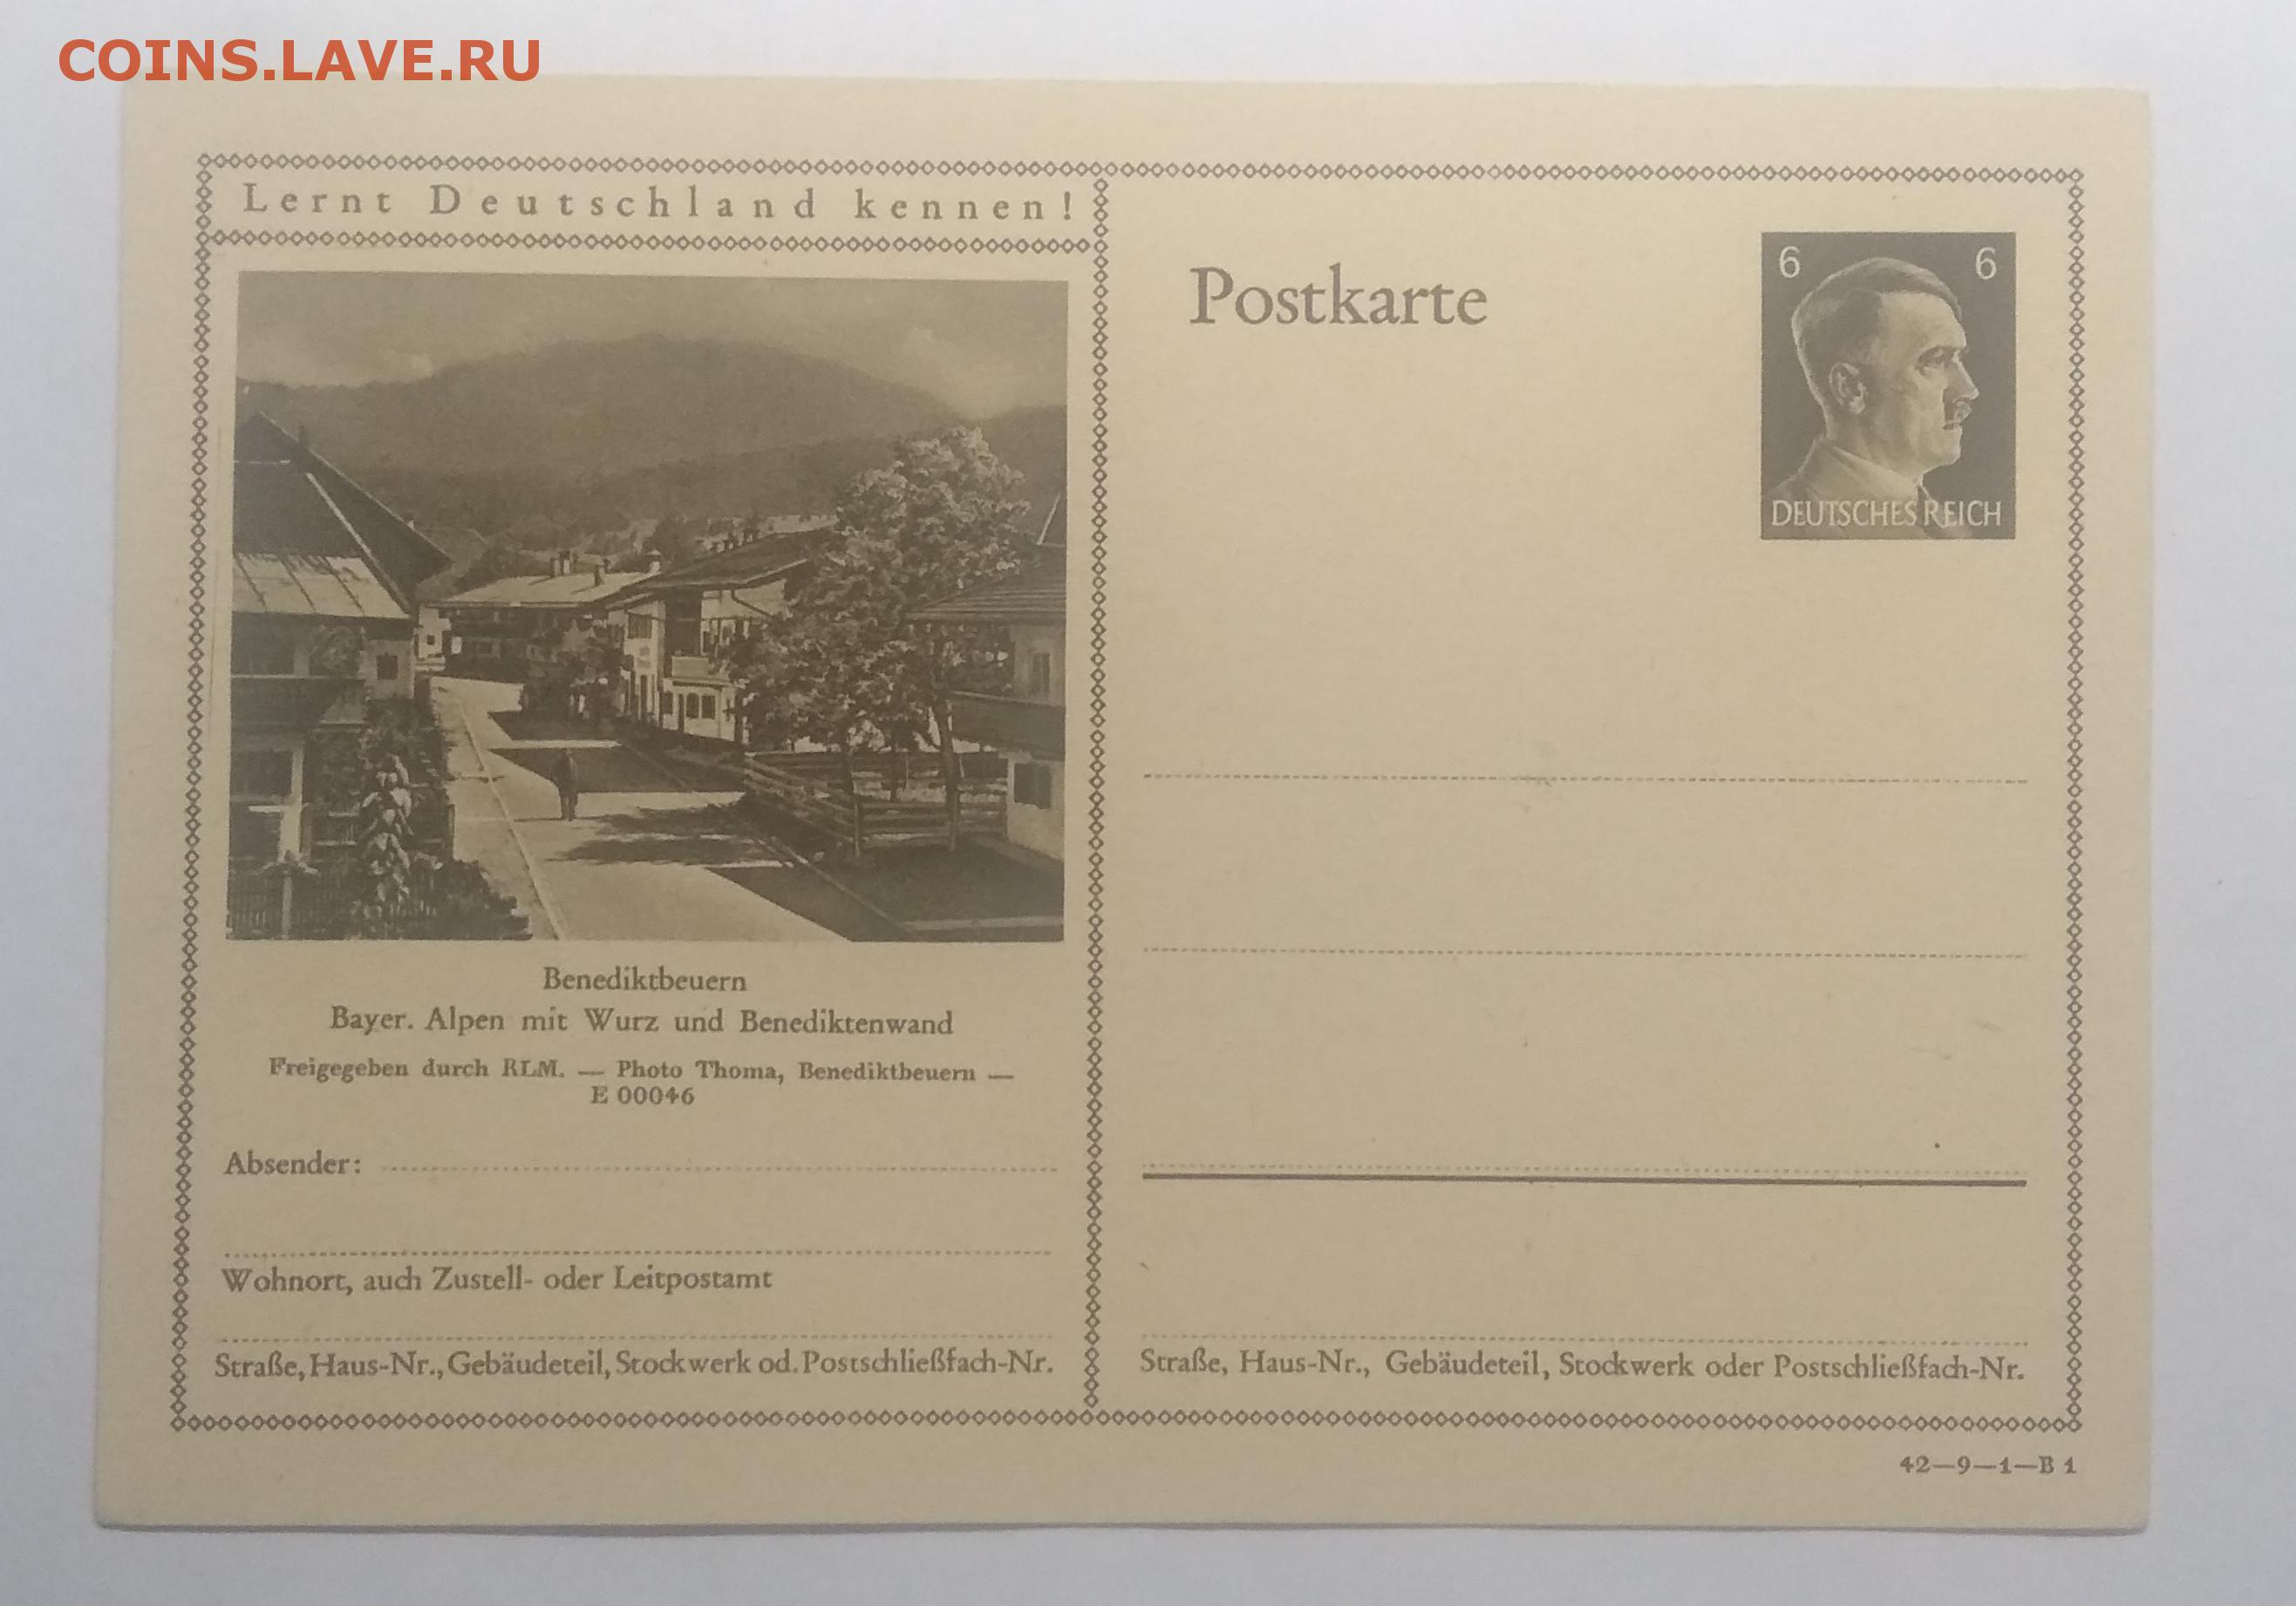 COINS.LAVE.RU
Lernt Deutschland kennen!
Postkarte
6 6
DEUTSCHES REICH
Benediktbeuern
Bayer. Alpen mit Wurz und Benediktenwand
Freigegeben durch RLM. — Photo Thoma, Benediktbeuern —
E 00046
Absender:
Wohnort, auch Zustell- oder Leitpostamt
Straße, Haus-Nr., Gebäudeteil, Stockwerk od. Postschließfach-Nr.
Straße, Haus-Nr., Gebäudeteil, Stockwerk oder Postschließfach-Nr.
42—9—1—B 1